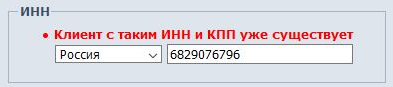 ИНН
• Клиент с таким ИНН и КПП уже существует
Россия 6829076796